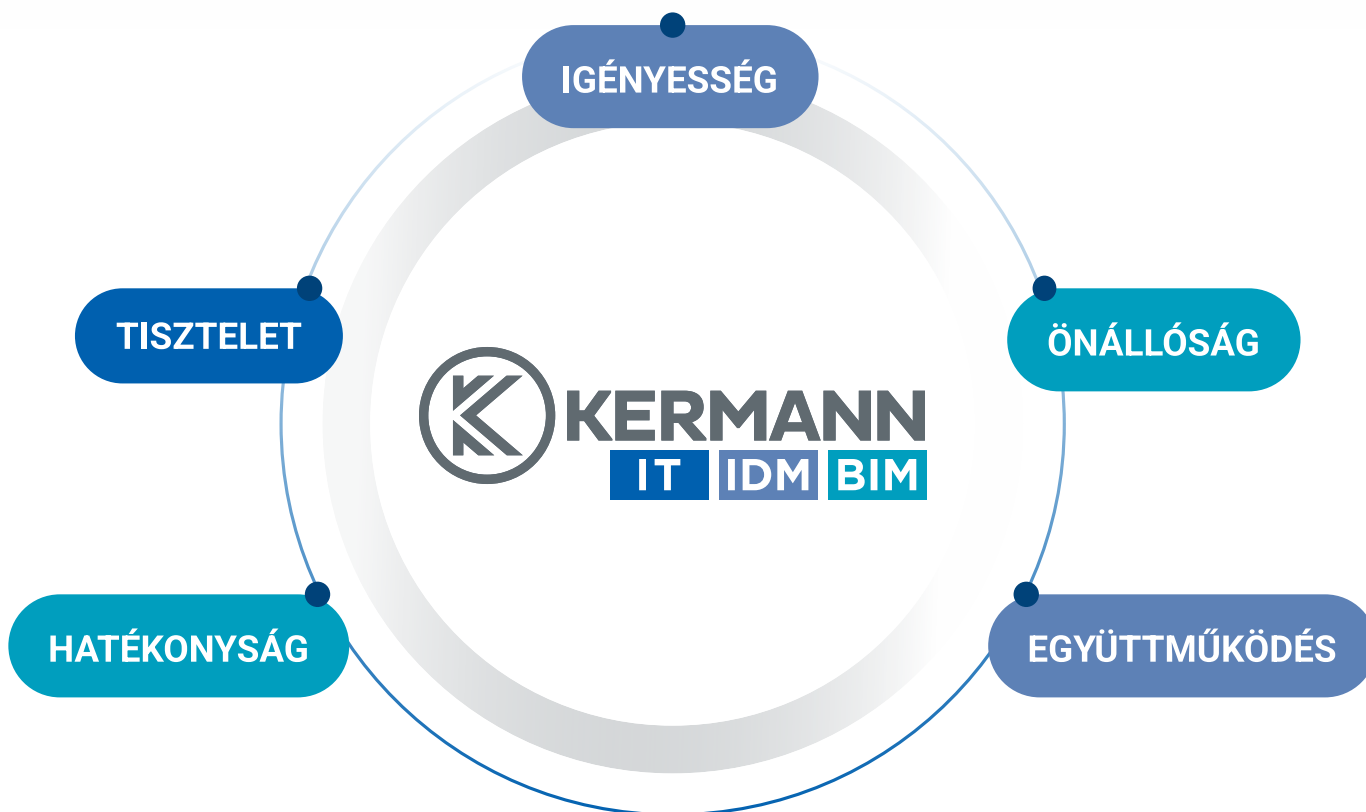 IGÉNYESSÉG
TISZTELET
ÖNÁLLÓSÁG
KERMANN
IT IDM BIM
HATÉKONYSÁG
EGYÜTTMŰKÖDÉS